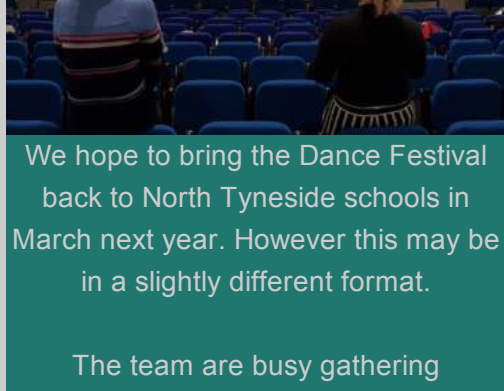 We hope to bring the Dance Festival
back to North Tyneside schools in
March next year. However this may be
in a slightly different format.
The team are busy gathering